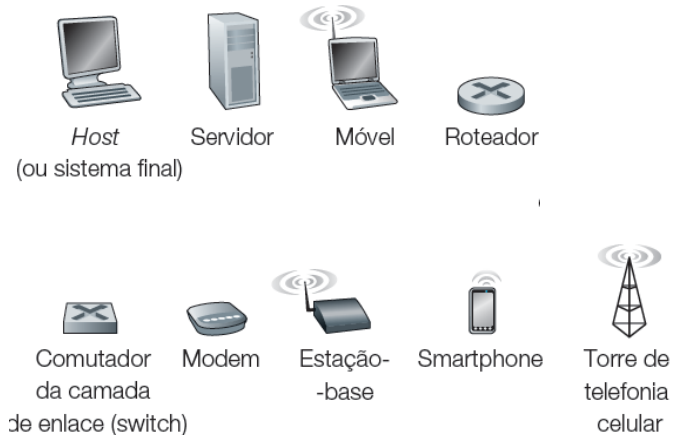 Host Servidor Móvel Roteador
(ou sistema final)
Comutador Modem Estação- Smartphone Torre de
da camada -base telefonia
de enlace (switch) celular